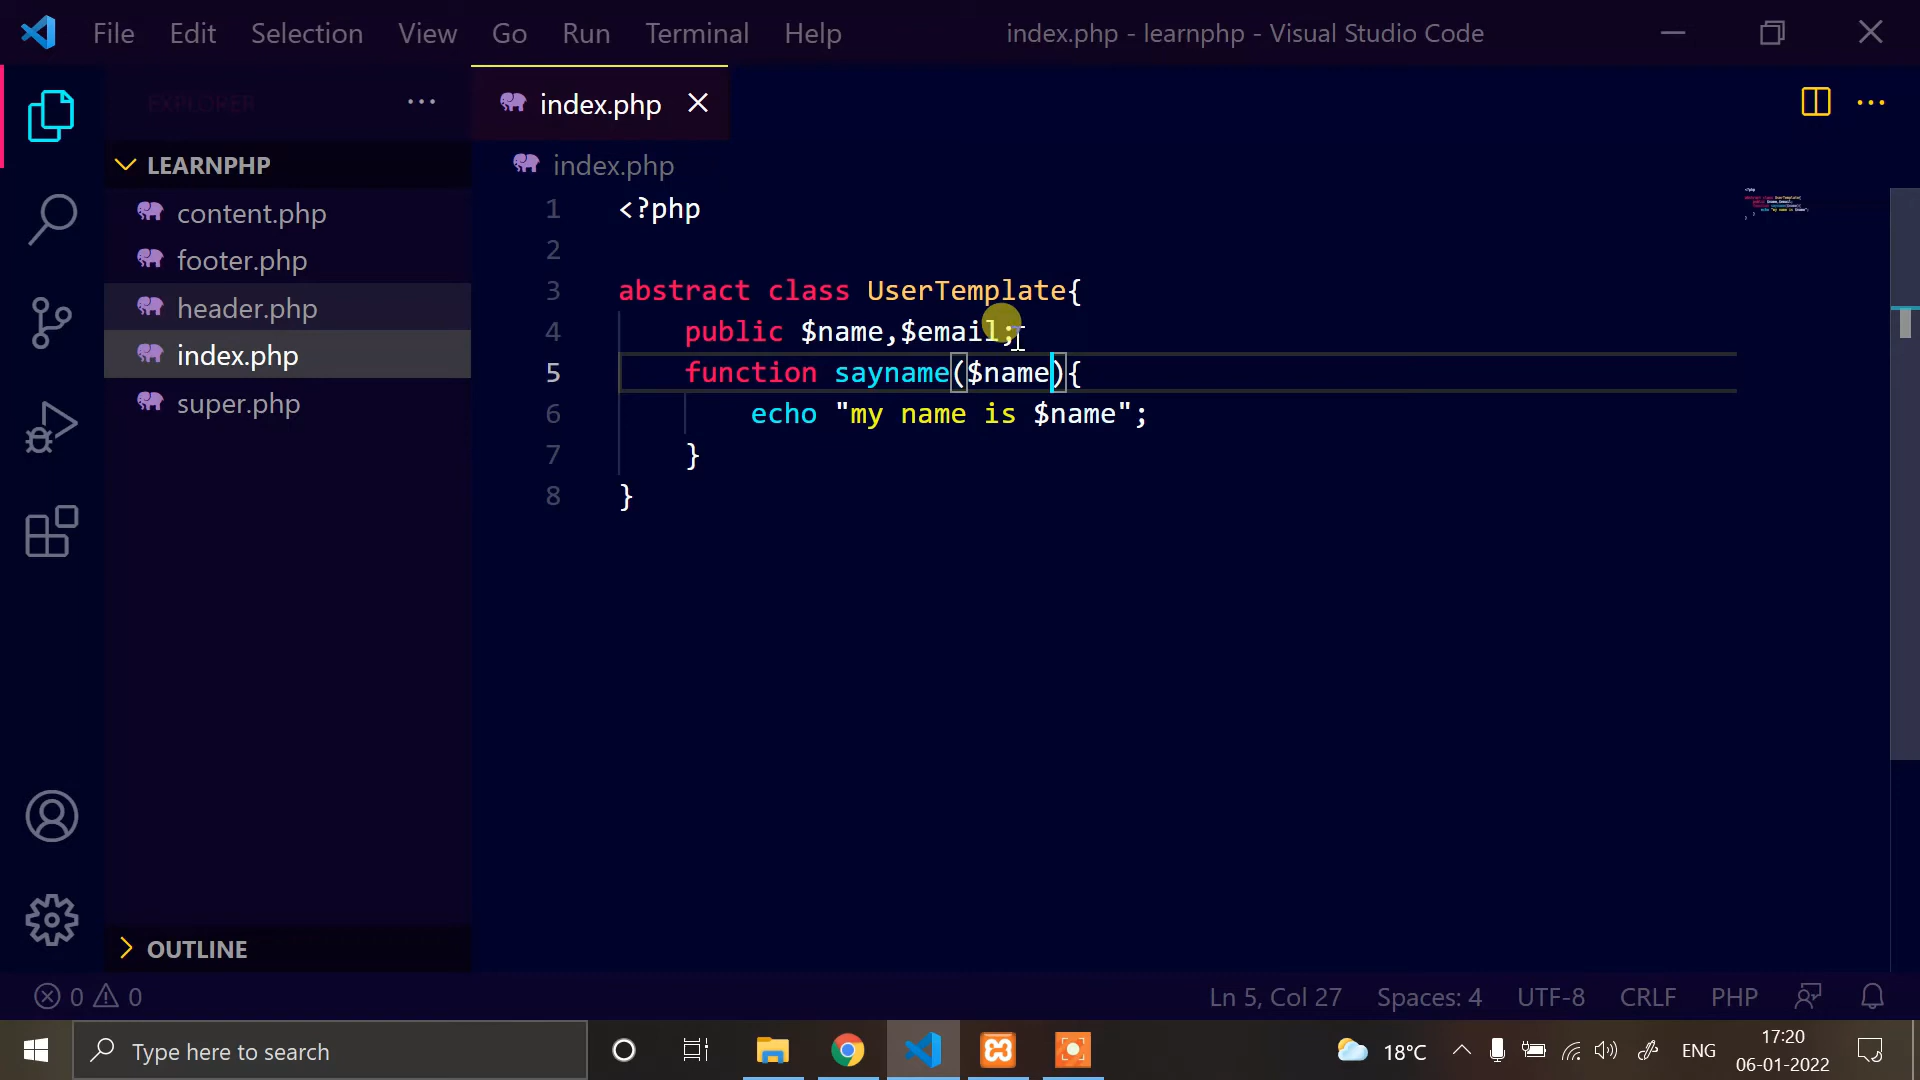 File Edit Selection View Go Run Terminal Help index.php - learnphp - Visual Studio Code
EXPLORER
index.php
LEARNPHP
index.php
content.php
footer.php
header.php
index.php
super.php
1 <?php
2
3 abstract class UserTemplate{
4 public $name,$email;
5 function sayname($name){
6 echo "my name is $name";
7 }
8 }
OUTLINE
0 0 Ln 5, Col 27 Spaces: 4 UTF-8 CRLF PHP
Type here to search
18°C ENG 17:20
06-01-2022